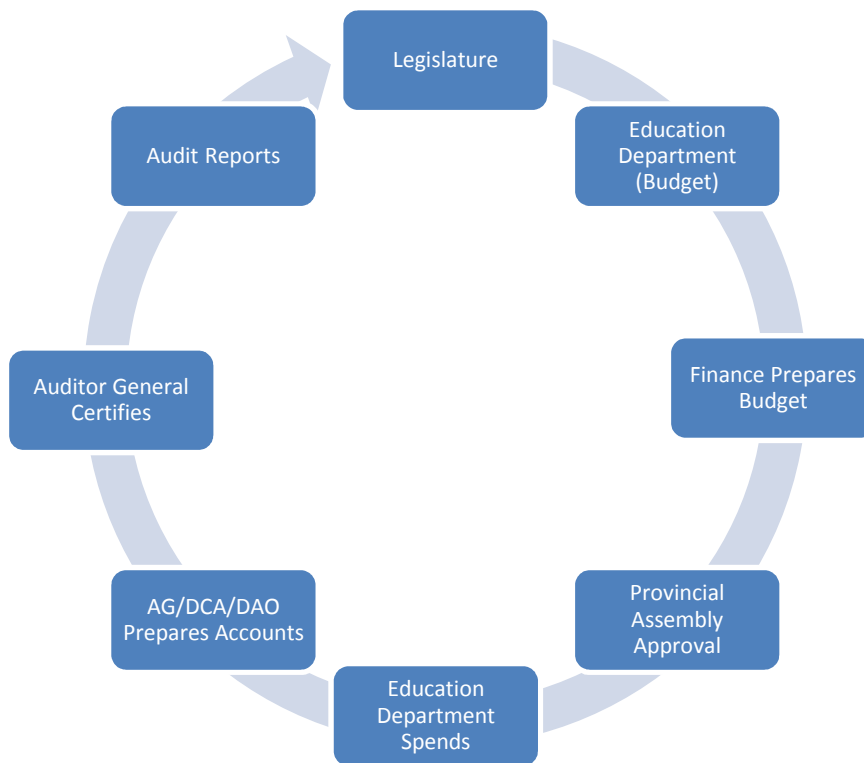 Legislature
Education
Department
(Budget)
Finance Prepares
Budget
Provincial
Assembly
Approval
Education
Department
Spends
AG/DCA/DAO
Prepares Accounts
Auditor General
Certifies
Audit Reports